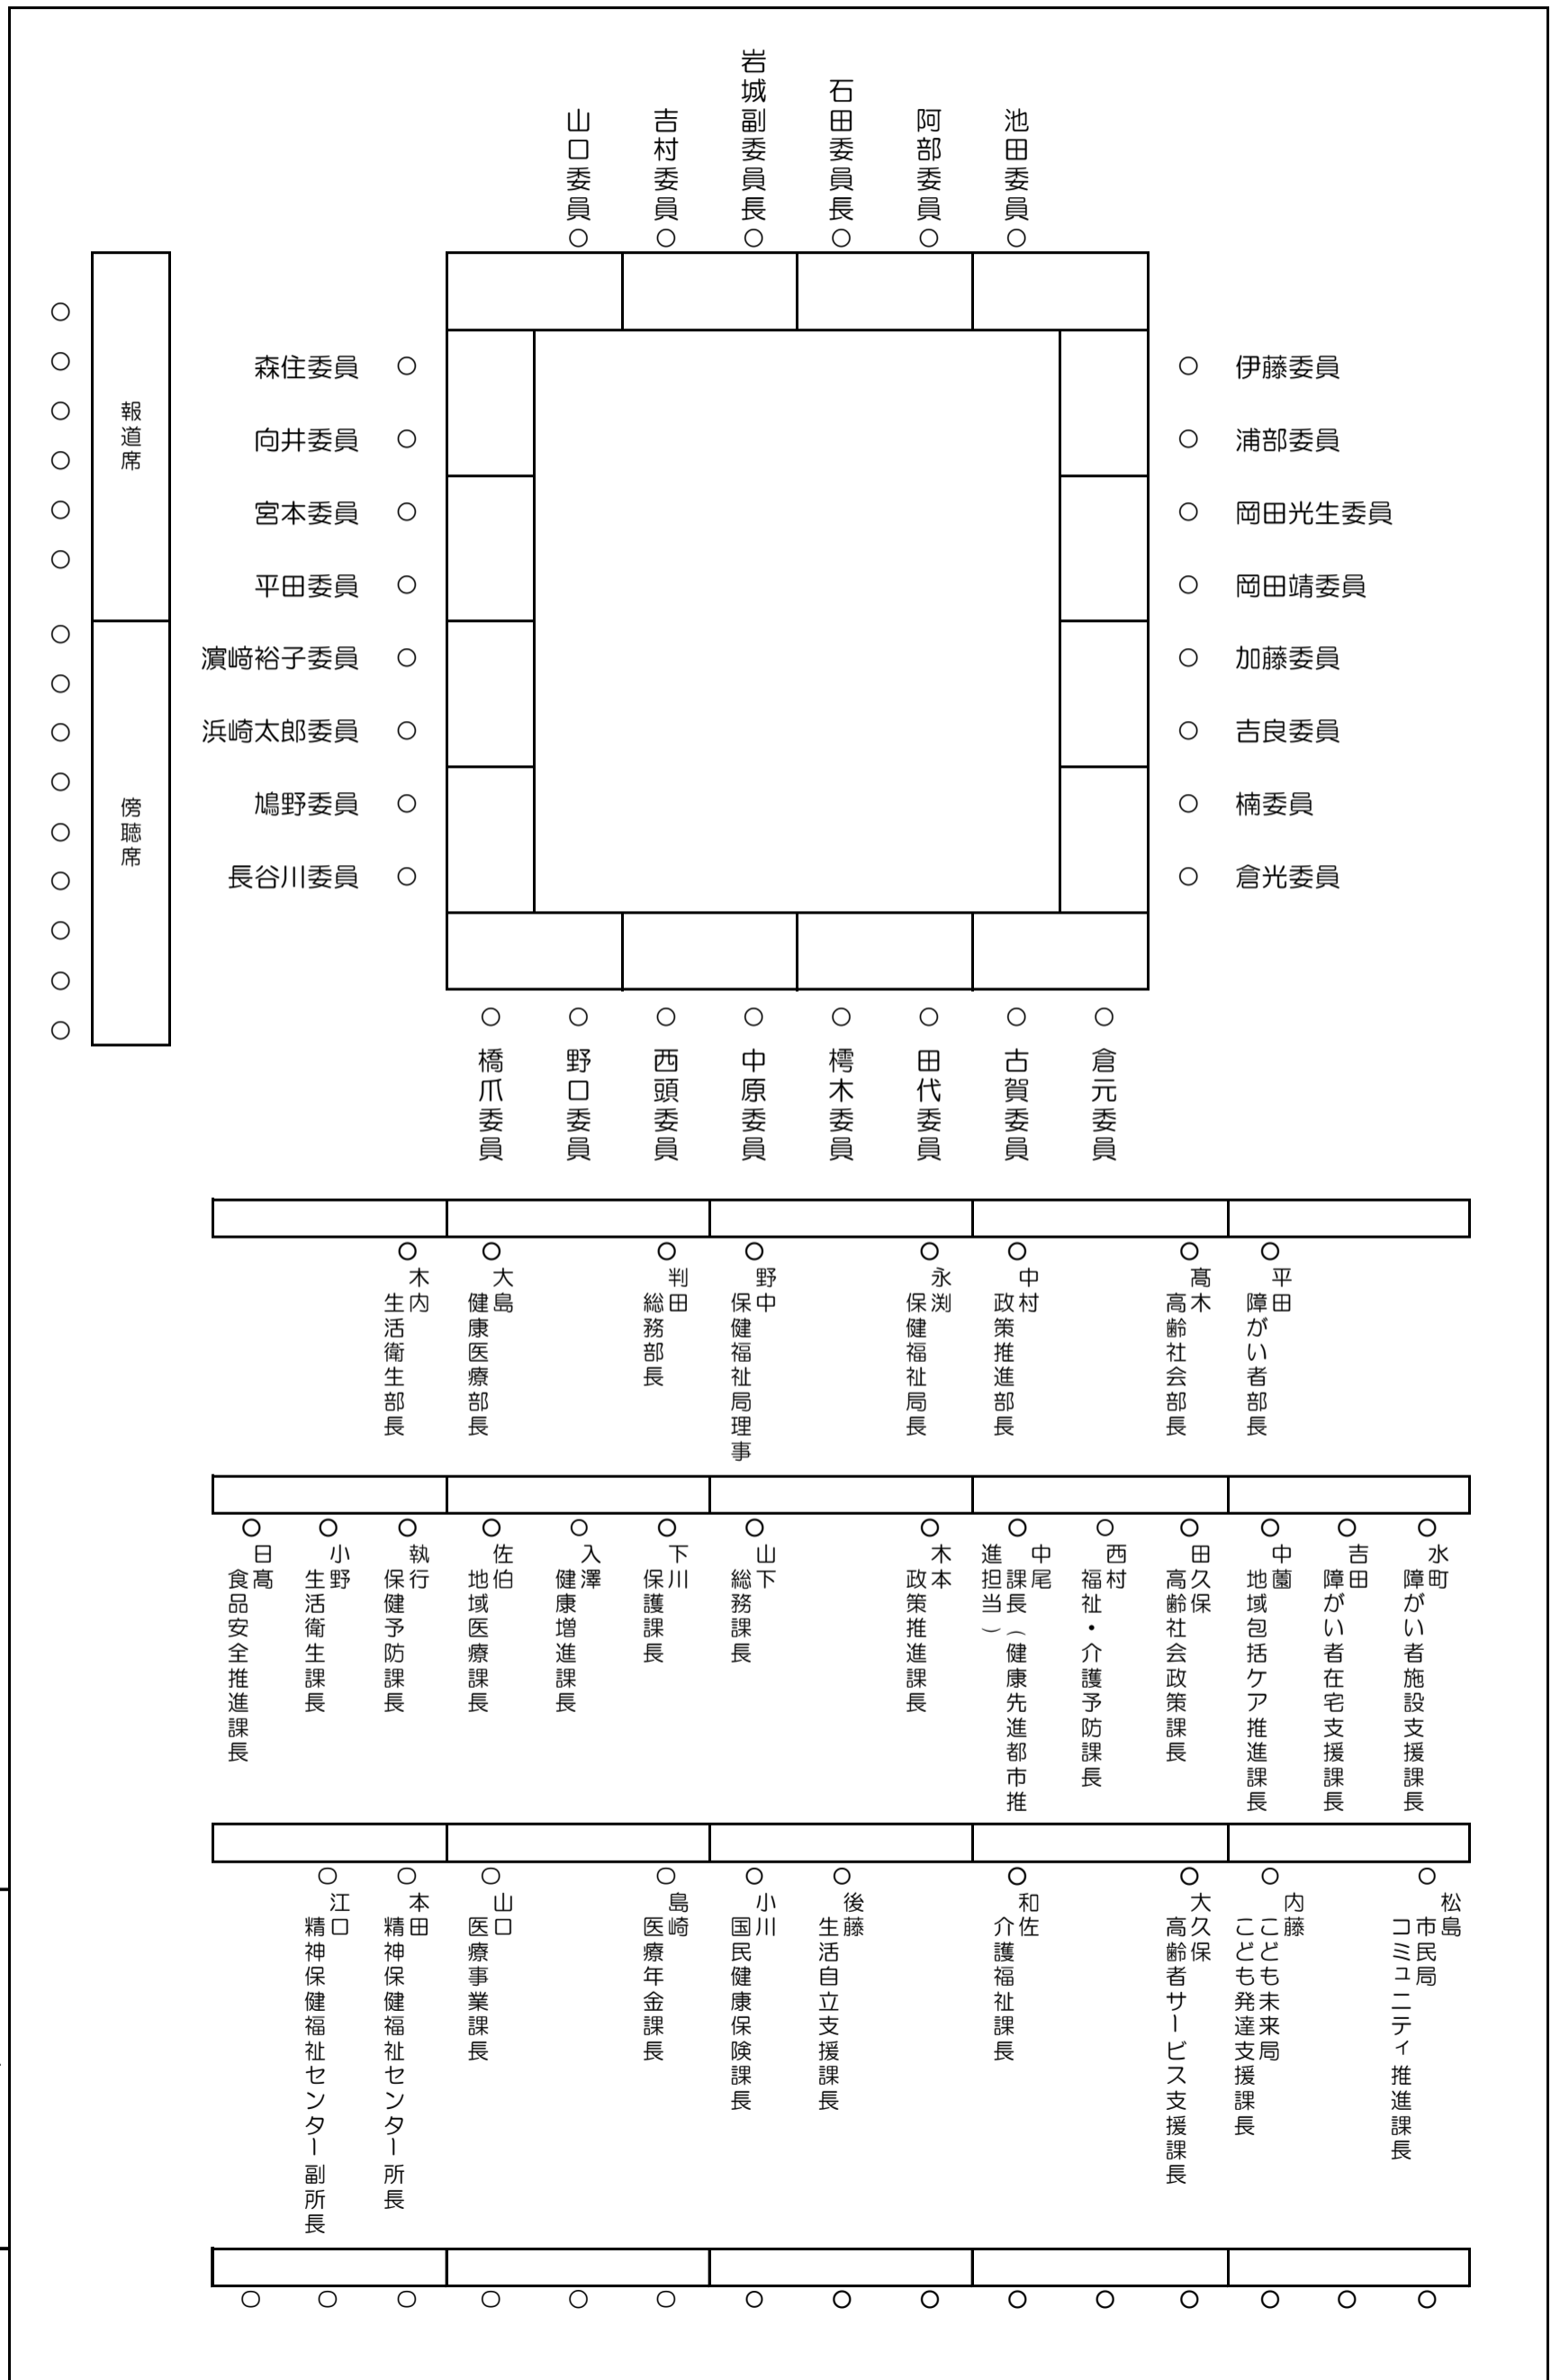 岩城副委員長
石田委員長
山口委員
吉村委員
阿部委員
池田委員
報道席
傍聴席
森住委員
向井委員
宮本委員
平田委員
濵﨑裕子委員
浜崎太郎委員
鳩野委員
長谷川委員
伊藤委員
浦部委員
岡田光生委員
岡田靖委員
加藤委員
吉良委員
楠委員
倉光委員
橋爪委員
野口委員
西頭委員
中原委員
樗木委員
田代委員
古賀委員
倉元委員
木内
生活衛生部長
大島
健康医療部長
判田
総務部長
野中
保健福祉局理事
永渕
保健福祉局長
中村
政策推進部長
髙木
高齢社会部長
平田
障がい者部長
日髙
食品安全推進課長
小野
生活衛生課長
執行
保健予防課長
佐伯
地域医療課長
入澤
健康増進課長
下川
保護課長
山下
総務課長
木本
政策推進課長
中尾
課長(健康先進都市推
進担当)
西村
福祉・介護予防課長
田久保
高齢社会政策課長
中薗
地域包括ケア推進課長
吉田
障がい者在宅支援課長
水町
障がい者施設支援課長
江口
精神保健福祉センター副所長
本田
精神保健福祉センター所長
山口
医療事業課長
島崎
医療年金課長
小川
国民健康保険課長
後藤
生活自立支援課長
和佐
介護福祉課長
大久保
高齢者サービス支援課長
内藤
こども未来局
こども発達支援課長
松島
市民局
コミュニティ推進課長